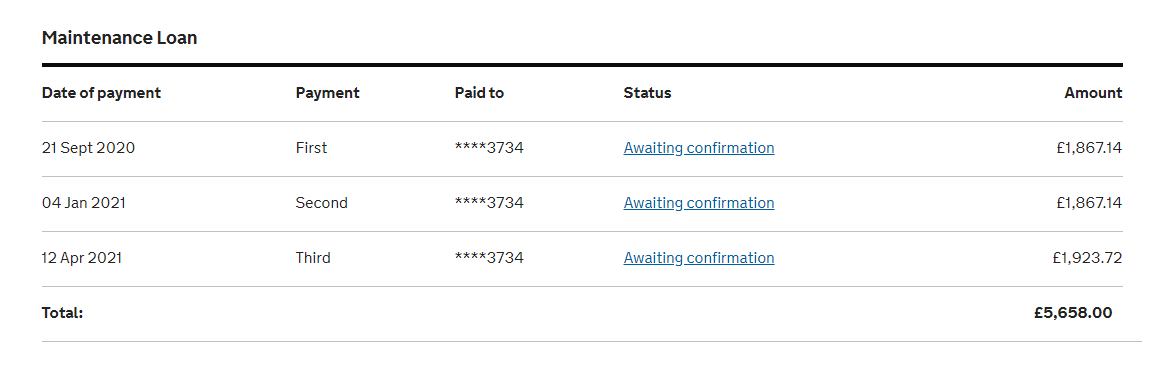 Maintenance Loan
Date of payment Payment Paid to Status Amount
21 Sept 2020 First ****3734 Awaiting confirmation £1,867.14
04 Jan 2021 Second ****3734 Awaiting confirmation £1,867.14
12 Apr 2021 Third ****3734 Awaiting confirmation £1,923.72
Total: £5,658.00